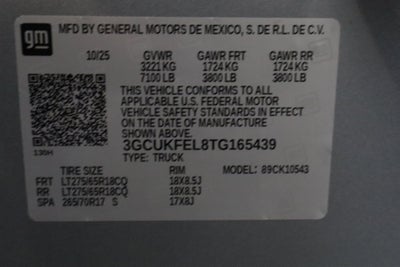 gm
MFD BY GENERAL MOTORS DE MEXICO, S. DE R.L. DE C.V.
10/25 GVWR GAWR FRT GAWR RR
3221 KG 1724 KG 1724 KG
7100 LB 3800 LB 3800 LB
THIS VEHICLE CONFORMS TO ALL
APPLICABLE U.S. FEDERAL MOTOR
VEHICLE SAFETY STANDARDS IN EFFECT
ON THE DATE OF MANUFACTURE
SHOWN ABOVE.
130H
3GCUKFEL8TG165439
TYPE: TRUCK
TIRE SIZE RIM MODEL: 89CK10543
FRT LT275/65R18CQ 18X8.5J
RR LT275/65R18CQ 18X8.5J
SPA 265/70R17 S 17X8J